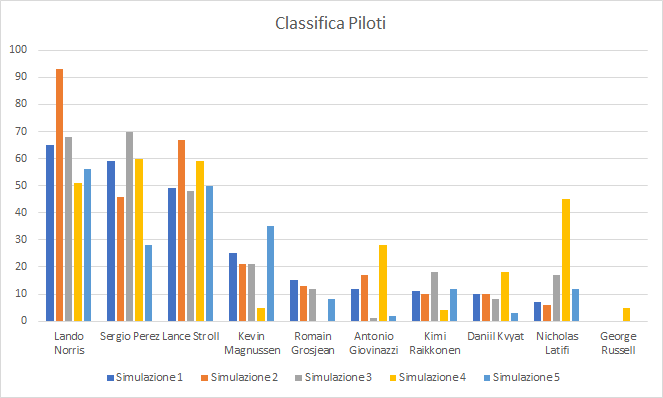 Classifica Piloti
100
90
80
70
60
50
40
30
20
10
0
Lando Norris
Sergio Perez
Lance Stroll
Kevin Magnussen
Romain Grosjean
Antonio Giovinazzi
Kimi Raikkonen
Daniil Kvyat
Nicholas Latifi
George Russell
Simulazione 1
Simulazione 2
Simulazione 3
Simulazione 4
Simulazione 5